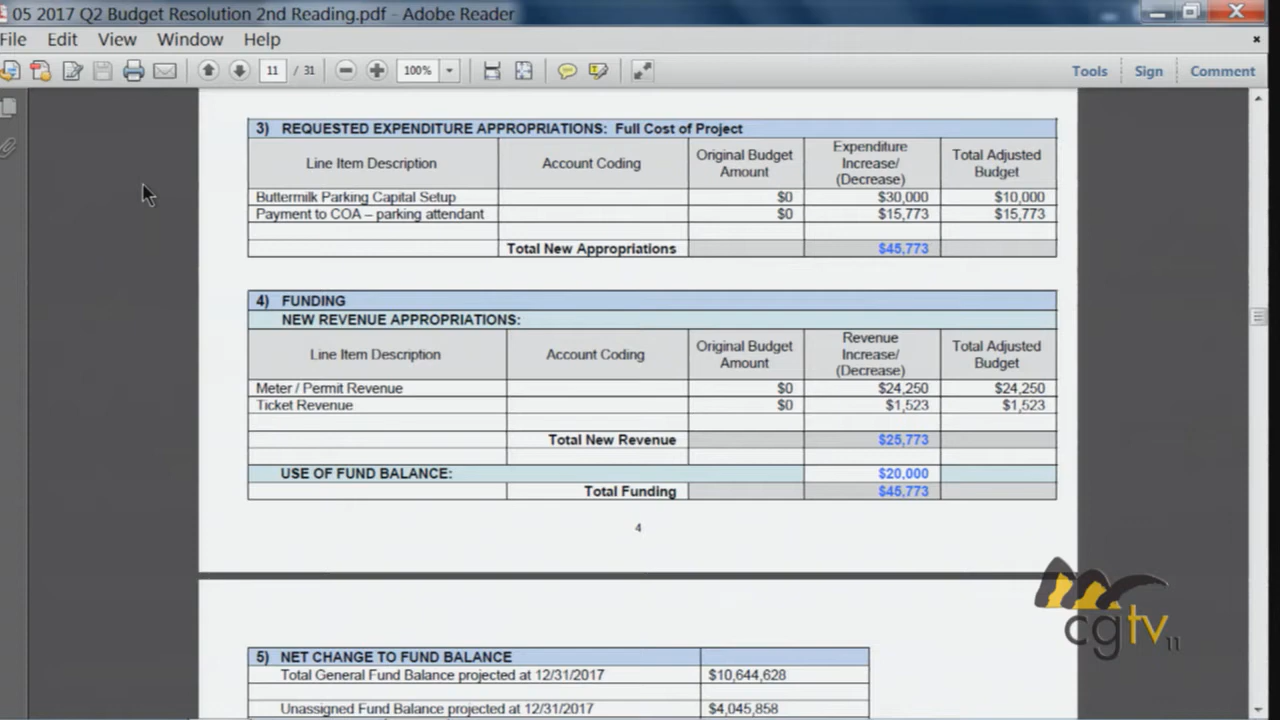 05 2017 Q2 Budget Resolution 2nd Reading.pdf - Adobe Reader
File Edit View Window Help
11 / 31 100% Tools Sign Comment
3) REQUESTED EXPENDITURE APPROPRIATIONS: Full Cost of Project
Line Item Description Account Coding Original Budget Amount Expenditure Increase/ (Decrease) Total Adjusted Budget
Buttermilk Parking Capital Setup $0 $30,000 $10,000
Payment to COA – parking attendant $0 $15,773 $15,773
Total New Appropriations $45,773
4) FUNDING
NEW REVENUE APPROPRIATIONS:
Line Item Description Account Coding Original Budget Amount Revenue Increase/ (Decrease) Total Adjusted Budget
Meter / Permit Revenue $0 $24,250 $24,250
Ticket Revenue $0 $1,523 $1,523
Total New Revenue $25,773
USE OF FUND BALANCE: $20,000
Total Funding $45,773
4
cgtv 11
5) NET CHANGE TO FUND BALANCE
Total General Fund Balance projected at 12/31/2017 $10,644,628
Unassigned Fund Balance projected at 12/31/2017 $4,045,858